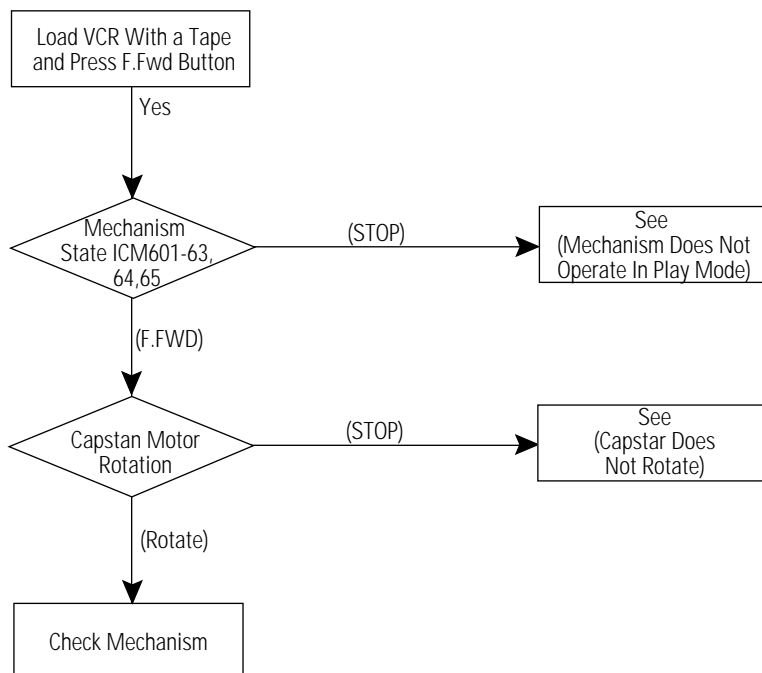 Load VCR With a Tape
and Press F.Fwd Button
Yes
Mechanism
State ICM601-63,
64,65
(STOP)
See
(Mechanism Does Not
Operate In Play Mode)
(F.FWD)
Capstan Motor
Rotation
(STOP)
See
(Capstar Does
Not Rotate)
(Rotate)
Check Mechanism